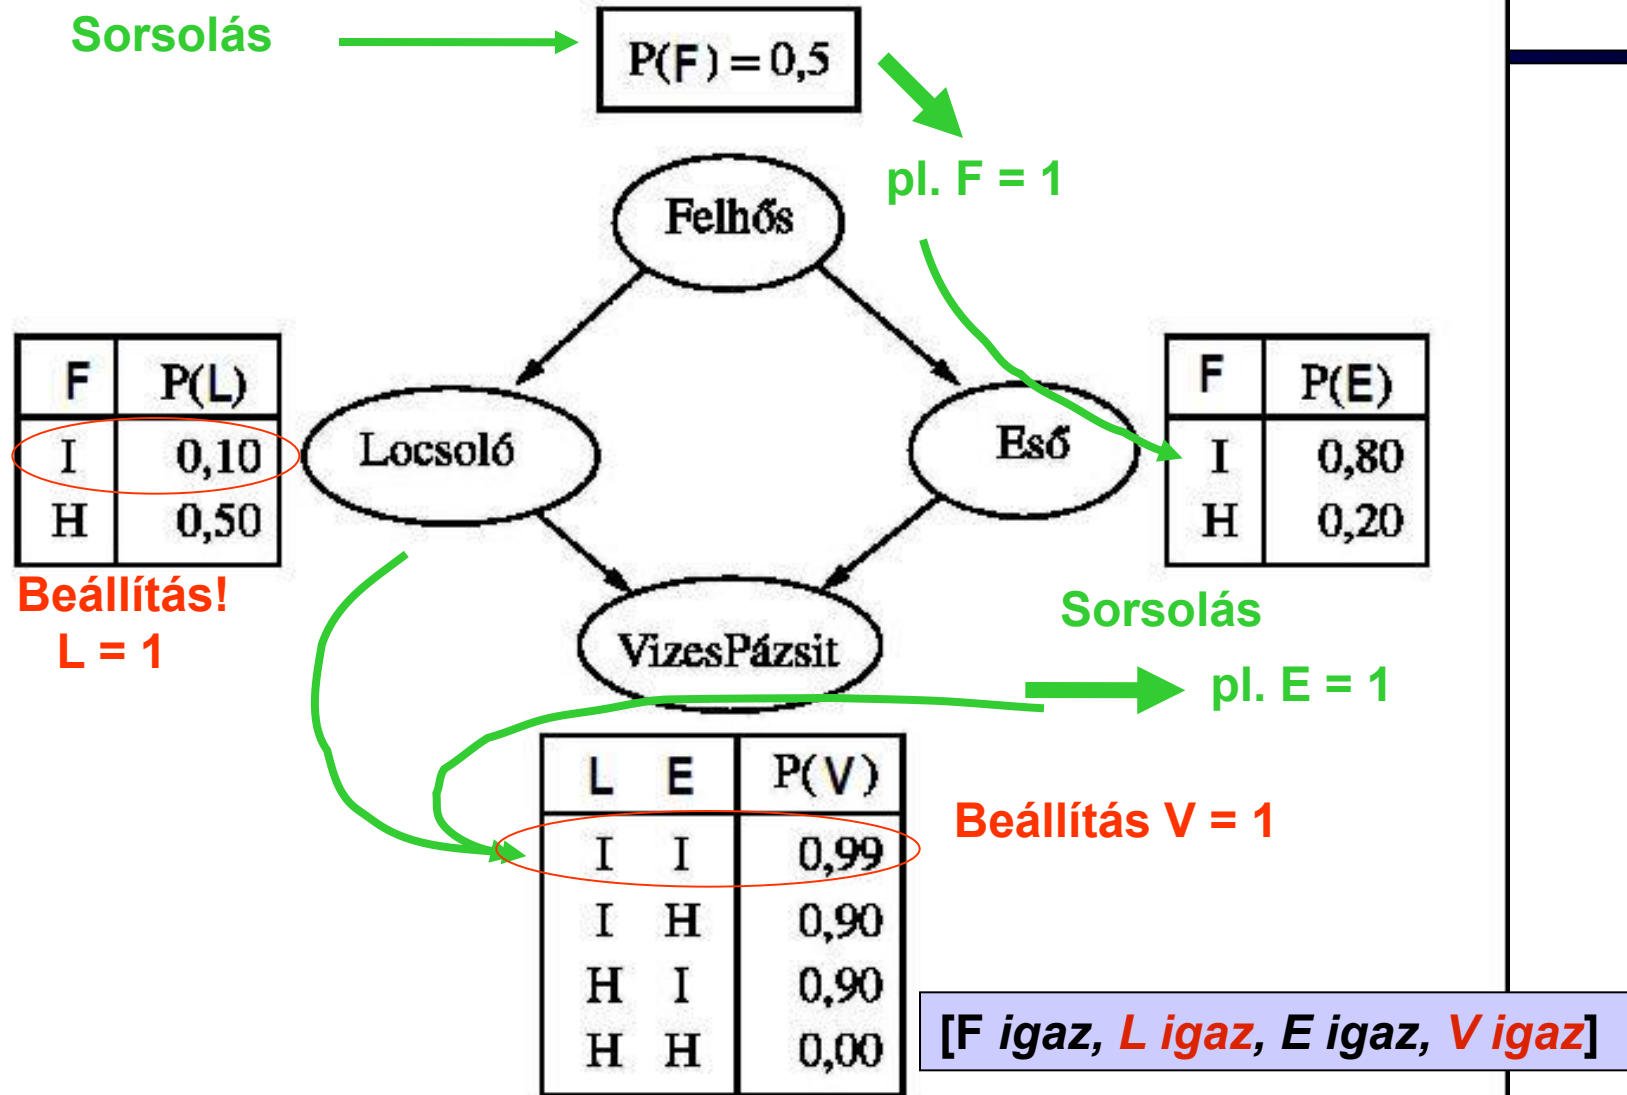 Sorsolás
P(F) = 0,5
pl. F = 1
Felhős
F P(L)
I 0,10
H 0,50
Locsoló
Eső
F P(E)
I 0,80
H 0,20
Beállítás!
L = 1
Sorsolás
VizesPázsit
pl. E = 1
L E P(V)
I I 0,99
I H 0,90
H I 0,90
H H 0,00
Beállítás V = 1
[F igaz, L igaz, E igaz, V igaz]